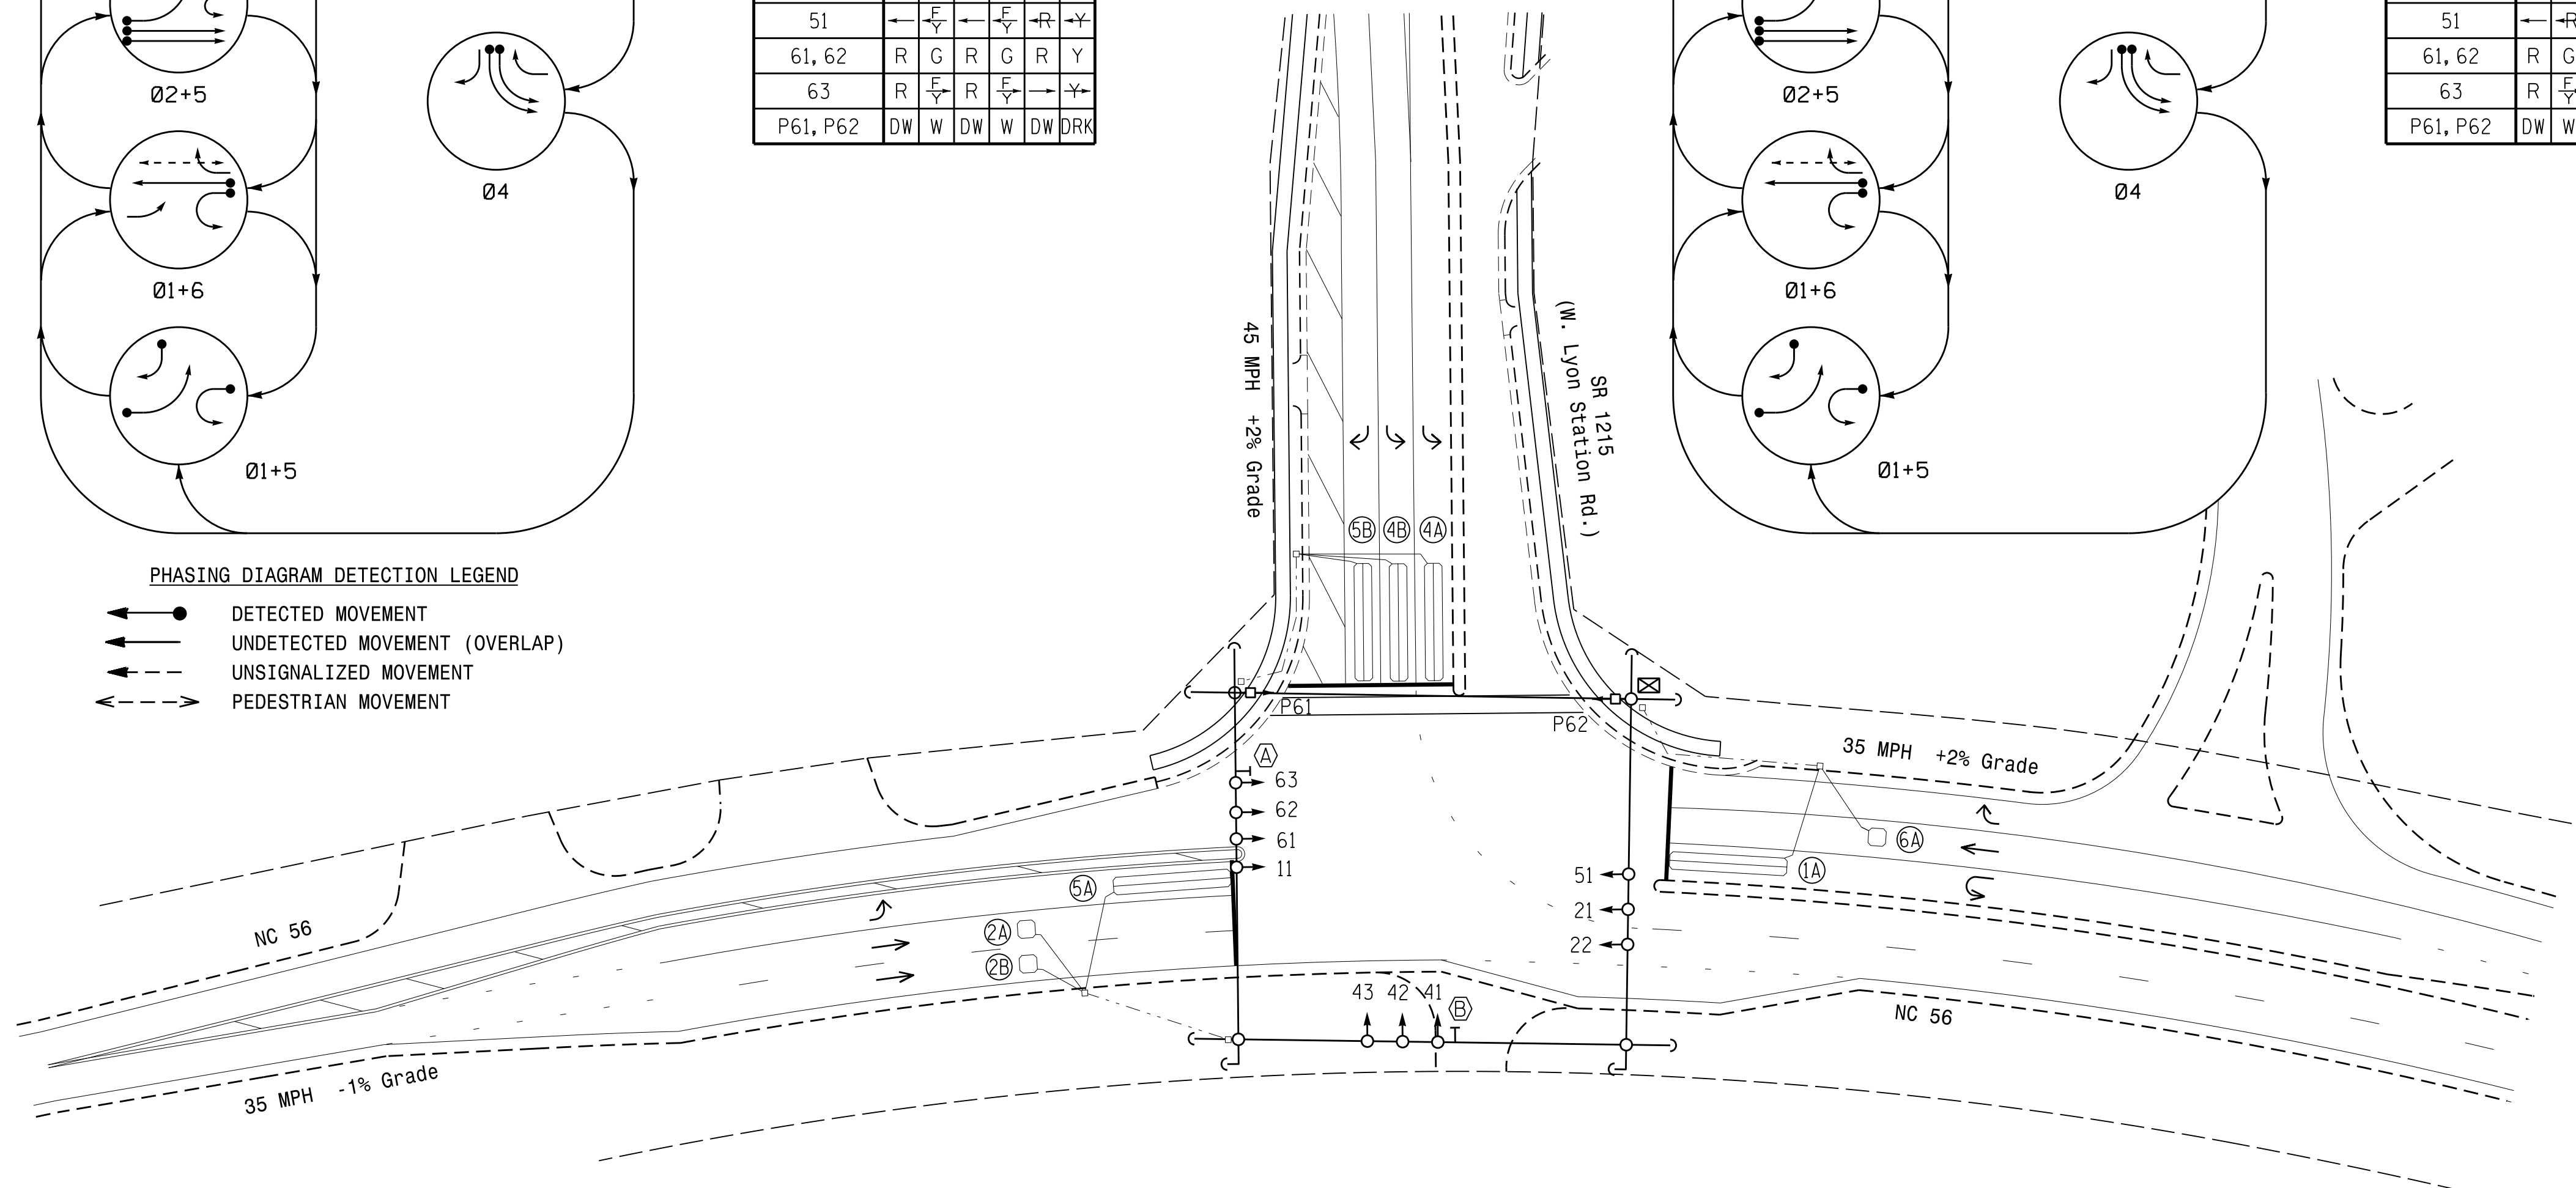 51 ← F/Y ← F/Y R Y
61, 62 R G R G R Y
63 R F/Y R F/Y → Y
P61, P62 DW W DW W DW DRK
51 ← R
61, 62 R G
63 R F/Y
P61, P62 DW W
Ø2+5
Ø4
Ø1+6
Ø1+5
Ø2+5
Ø4
Ø1+6
Ø1+5
PHASING DIAGRAM DETECTION LEGEND
DETECTED MOVEMENT
UNDETECTED MOVEMENT (OVERLAP)
UNSIGNALIZED MOVEMENT
PEDESTRIAN MOVEMENT
45 MPH +2% Grade
SR 1215
(W. Lyon Station Rd.)
5B 4B 4A
P61
P62
A
63
62
61
11
35 MPH +2% Grade
6A
1A
5A
2A
2B
51
21
22
43 42 41
B
NC 56
35 MPH -1% Grade
NC 56